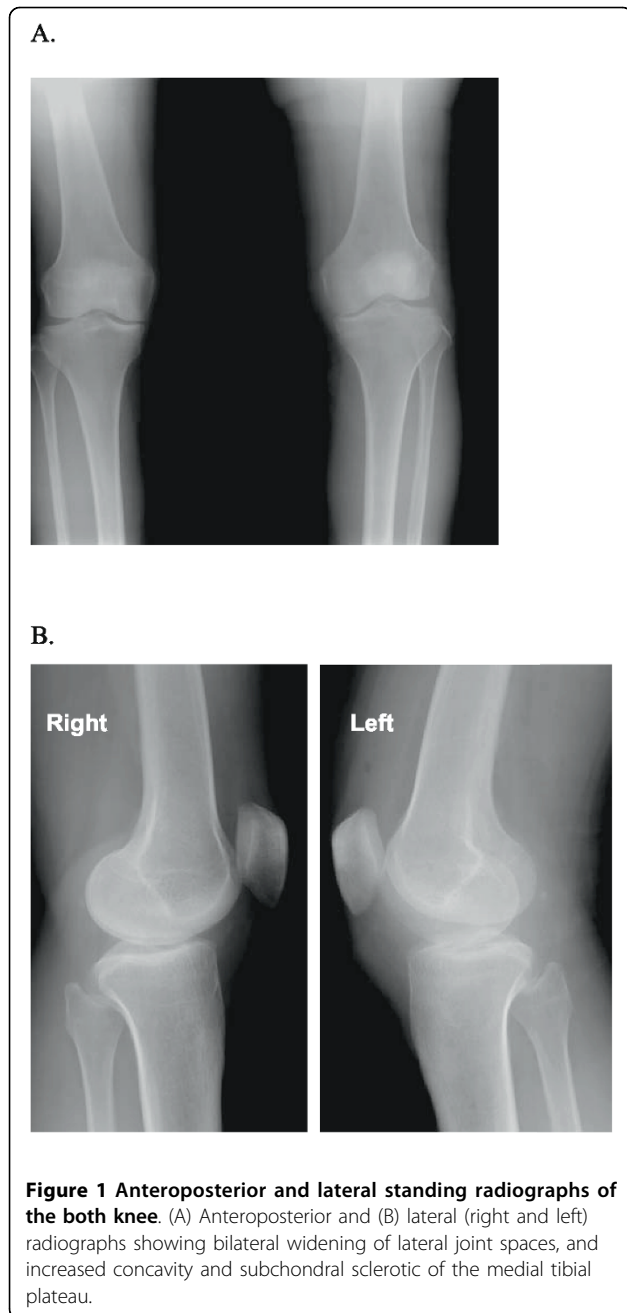 A.
B.
Right
Left
Figure 1 Anteroposterior and lateral standing radiographs of
the both knee. (A) Anteroposterior and (B) lateral (right and left)
radiographs showing bilateral widening of lateral joint spaces, and
increased concavity and subchondral sclerotic of the medial tibial
plateau.